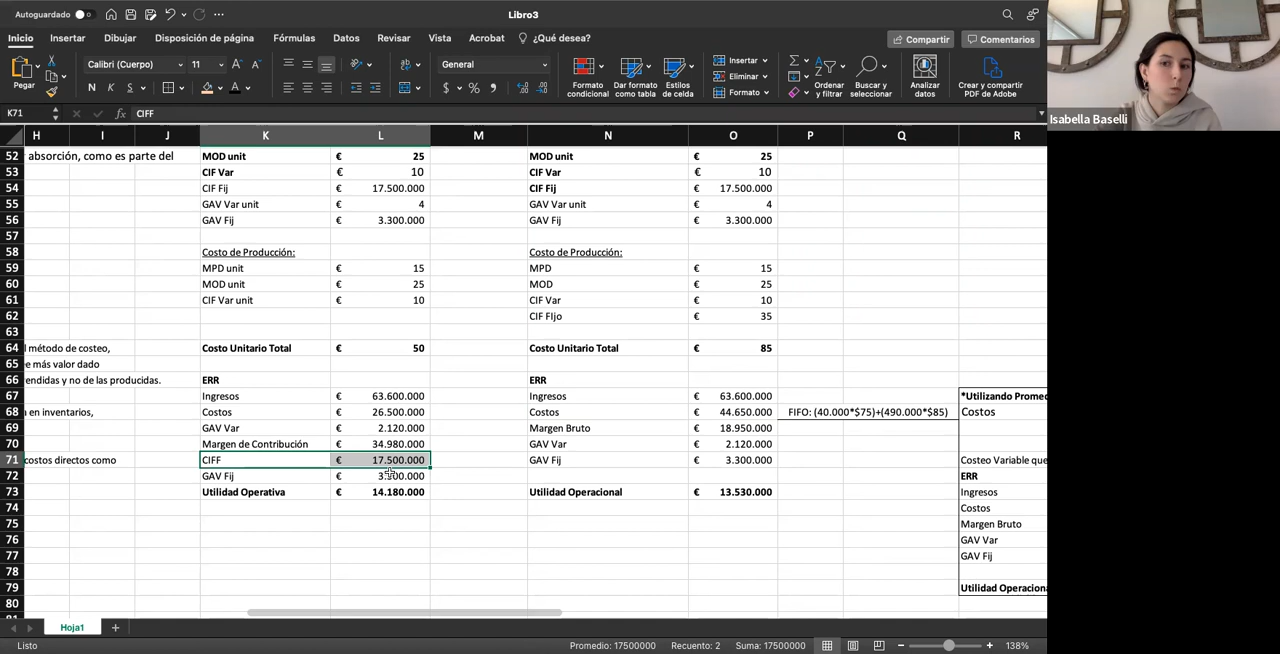 Autoguardado
Libro3
Inicio Insertar Dibujar Disposición de página Fórmulas Datos Revisar Vista Acrobat ¿Qué desea? Compartir Comentarios
Pegar Calibri (Cuerpo) 11 General Formato condicional Dar formato como tabla Estilos de celda Insertar Eliminar Formato Ordenar y filtrar Buscar y seleccionar Analizar datos Crear y compartir PDF de Adobe
N K S
K71 fx CIFF
Isabella Baselli
H I J K L M N O P Q R
52 absorción, como es parte del MOD unit € 25 MOD unit € 25
53 CIF Var € 10 CIF Var € 10
54 CIF Fij € 17.500.000 CIF Fij € 17.500.000
55 GAV Var unit € 4 GAV Var unit € 4
56 GAV Fij € 3.300.000 GAV Fij € 3.300.000
57
58 Costo de Producción: Costo de Producción:
59 MPD unit € 15 MPD € 15
60 MOD unit € 25 MOD € 25
61 CIF Var unit € 10 CIF Var € 10
62 CIF FIjo € 35
63
64 método de costeo, Costo Unitario Total € 50 Costo Unitario Total € 85
65 e más valor dado
66 endidas y no de las producidas. ERR ERR
67 Ingresos € 63.600.000 Ingresos € 63.600.000 *Utilizando Promed
68 en inventarios, Costos € 26.500.000 Costos € 44.650.000 FIFO: (40.000*$75)+(490.000*$85) Costos
69 GAV Var € 2.120.000 Margen Bruto € 18.950.000
70 Margen de Contribución € 34.980.000 GAV Var € 2.120.000
71 costos directos como CIFF € 17.500.000 GAV Fij € 3.300.000 Costeo Variable que
72 GAV Fij € ERR
73 Utilidad Operativa € 14.180.000 Utilidad Operacional € 13.530.000 Ingresos
74 Costos
75 Margen Bruto
76 GAV Var
77 GAV Fij
78
79 Utilidad Operaciona
80
Hoja1 +
Listo Promedio: 17500000 Recuento: 2 Suma: 17500000 138%